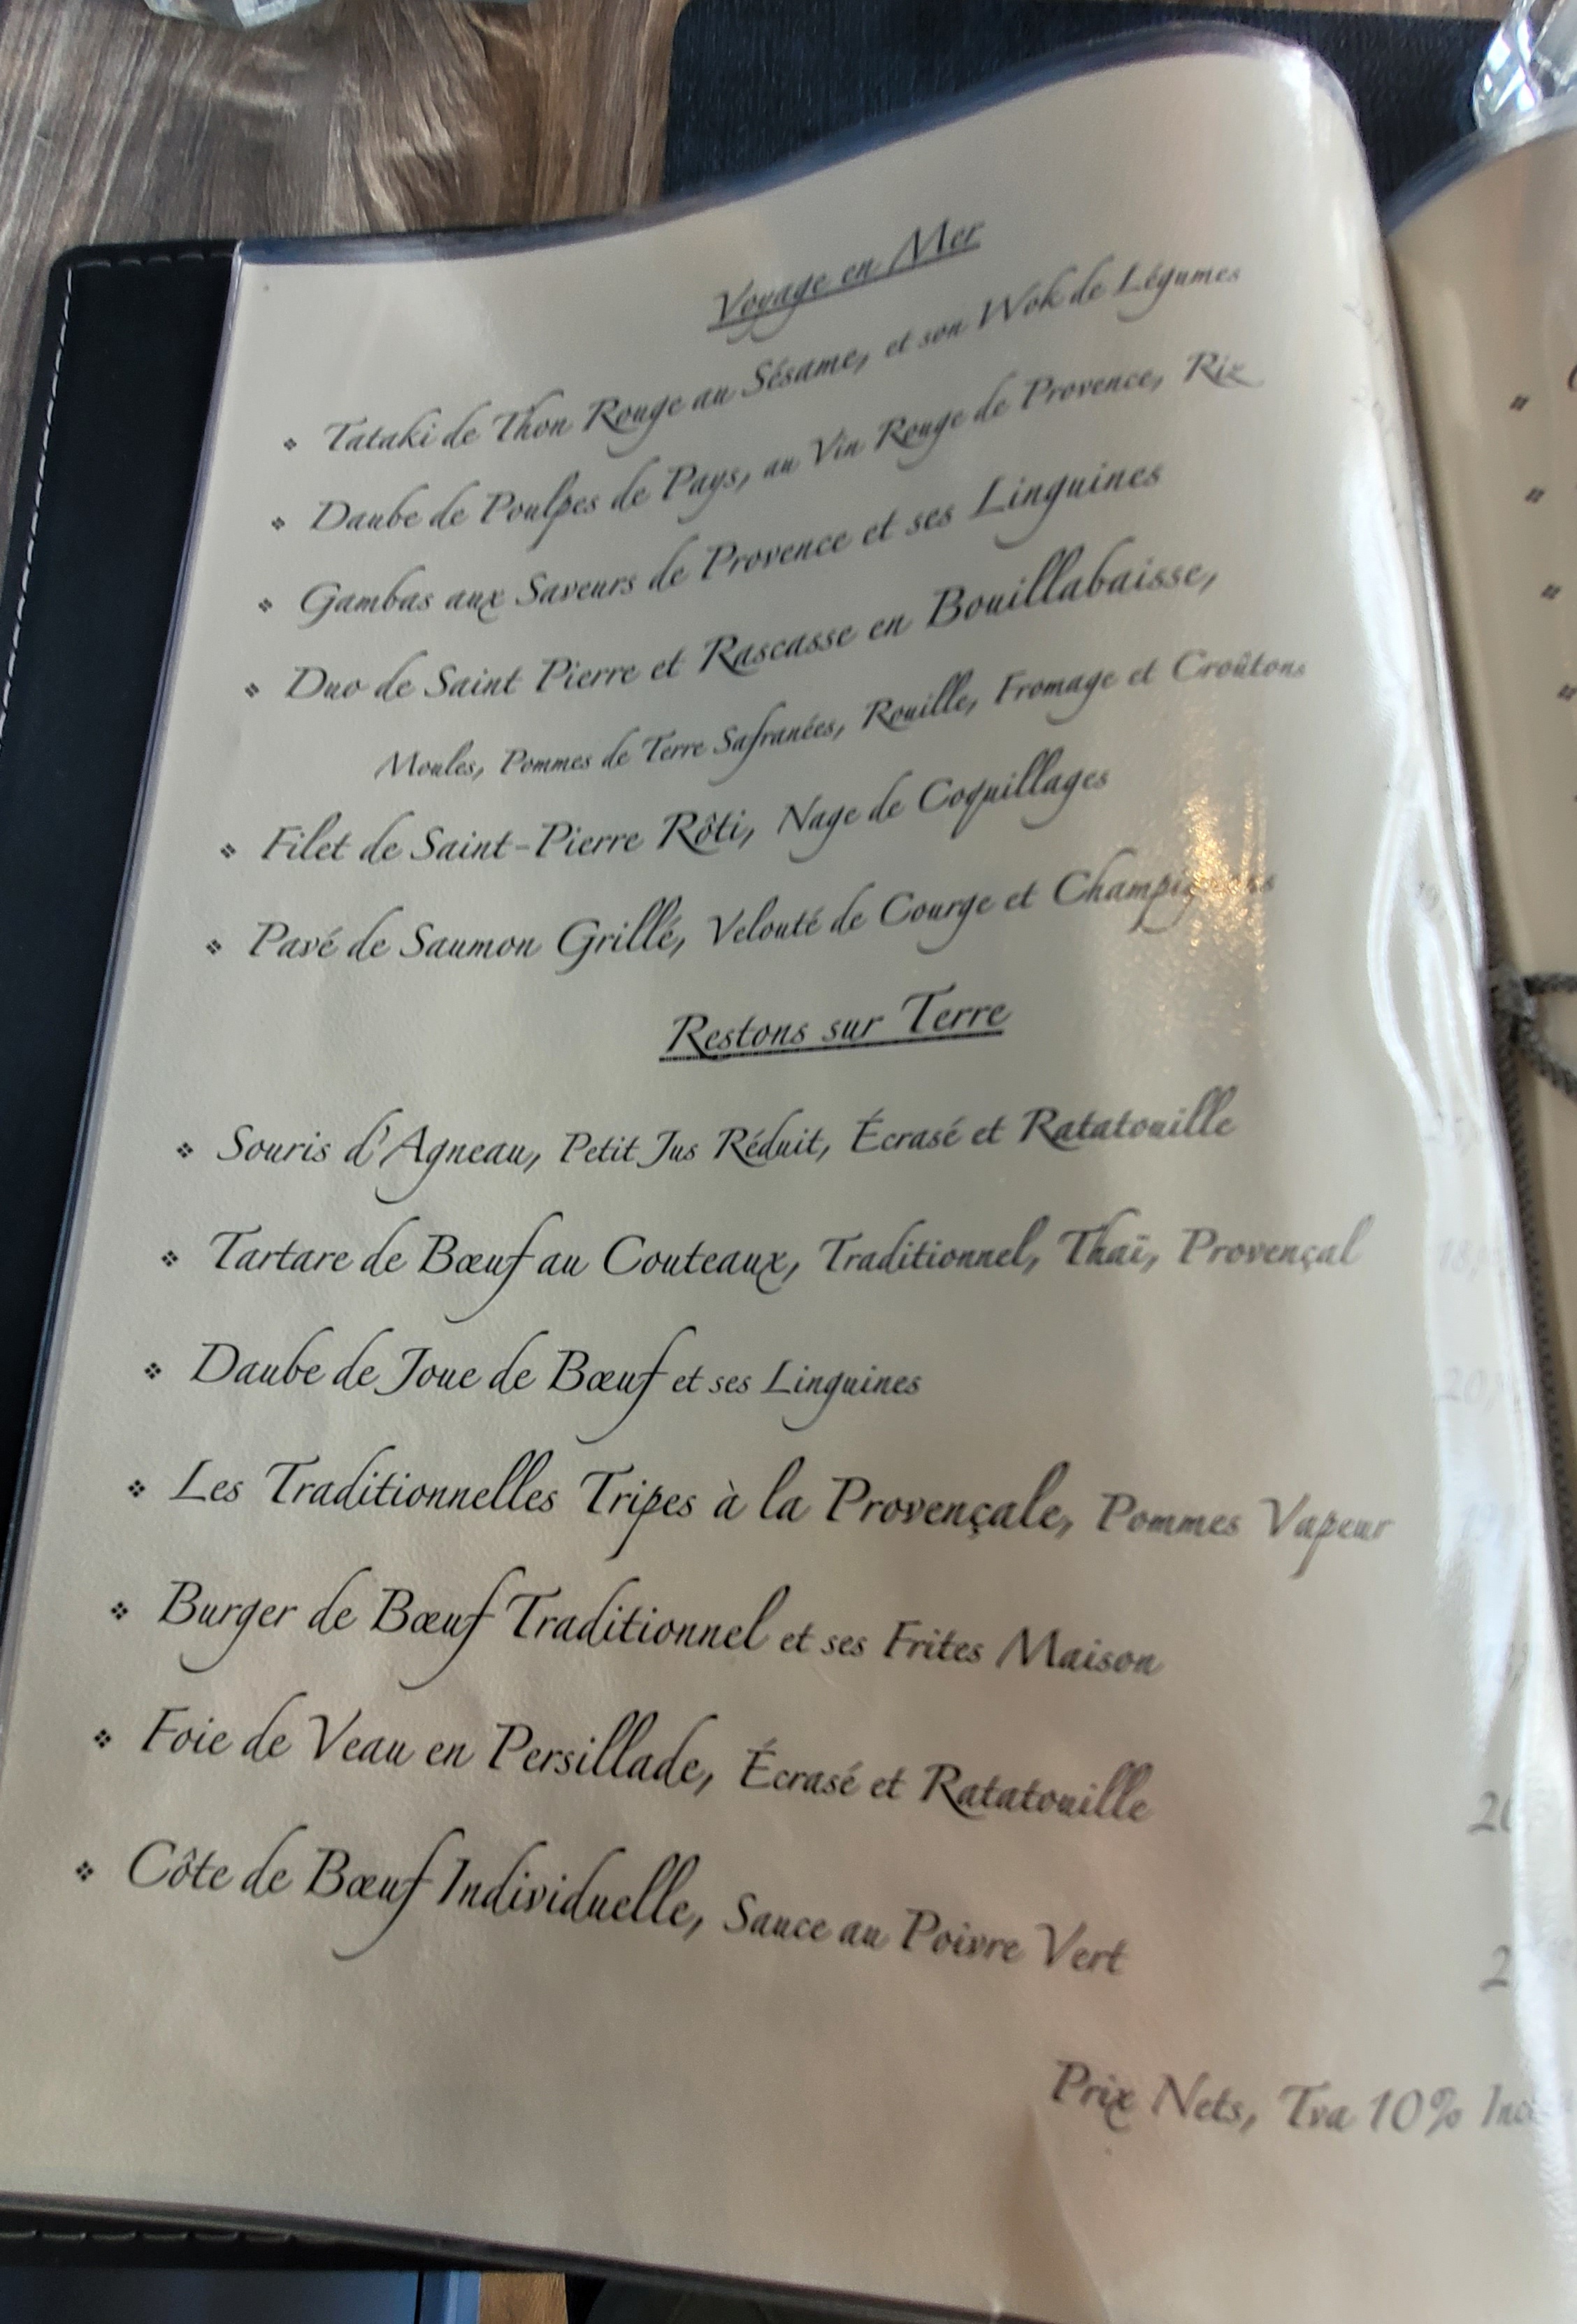 Voyage en Mer
Tataki de Thon Rouge au Sésame, et son Wok de Légumes
Daube de Poulpes de Pays, au Vin Rouge de Provence, Riz
Gambas aux Saveurs de Provence et ses Linguines
Duo de Saint Pierre et Rascasse en Bouillabaisse,
Moules, Pommes de Terre Safranées, Rouille, Fromage et Croûtons
Filet de Saint-Pierre Rôti, Nage de Coquillages
Pavé de Saumon Grillé, Velouté de Courge et Champignons
Restons sur Terre
Souris d'Agneau, Petit Jus Réduit, Écrasé et Ratatouille
Tartare de Bœuf au Couteaux, Traditionnel, Thaï, Provençal
Daube de Joue de Bœuf et ses Linguines
Les Traditionnelles Tripes à la Provençale, Pommes Vapeur
Burger de Bœuf Traditionnel et ses Frites Maison
Foie de Veau en Persillade, Écrasé et Ratatouille
Côte de Bœuf Individuelle, Sauce au Poivre Vert
Prix Nets, Tva 10%